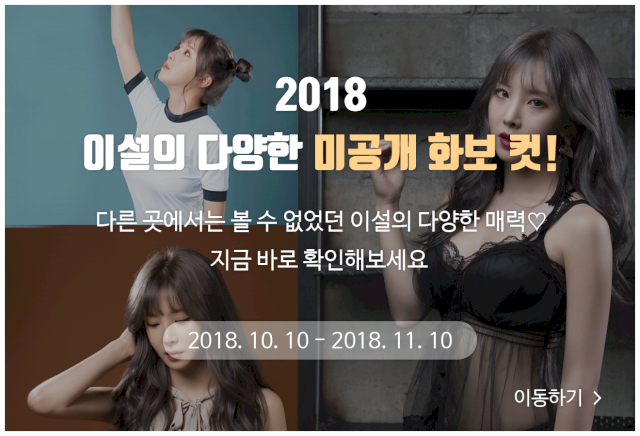 2018
이설의 다양한 미공개 화보 컷!
다른 곳에서는 볼 수 없었던 이설의 다양한 매력♡
지금 바로 확인해보세요
2018. 10. 10 - 2018. 11. 10
이동하기 >